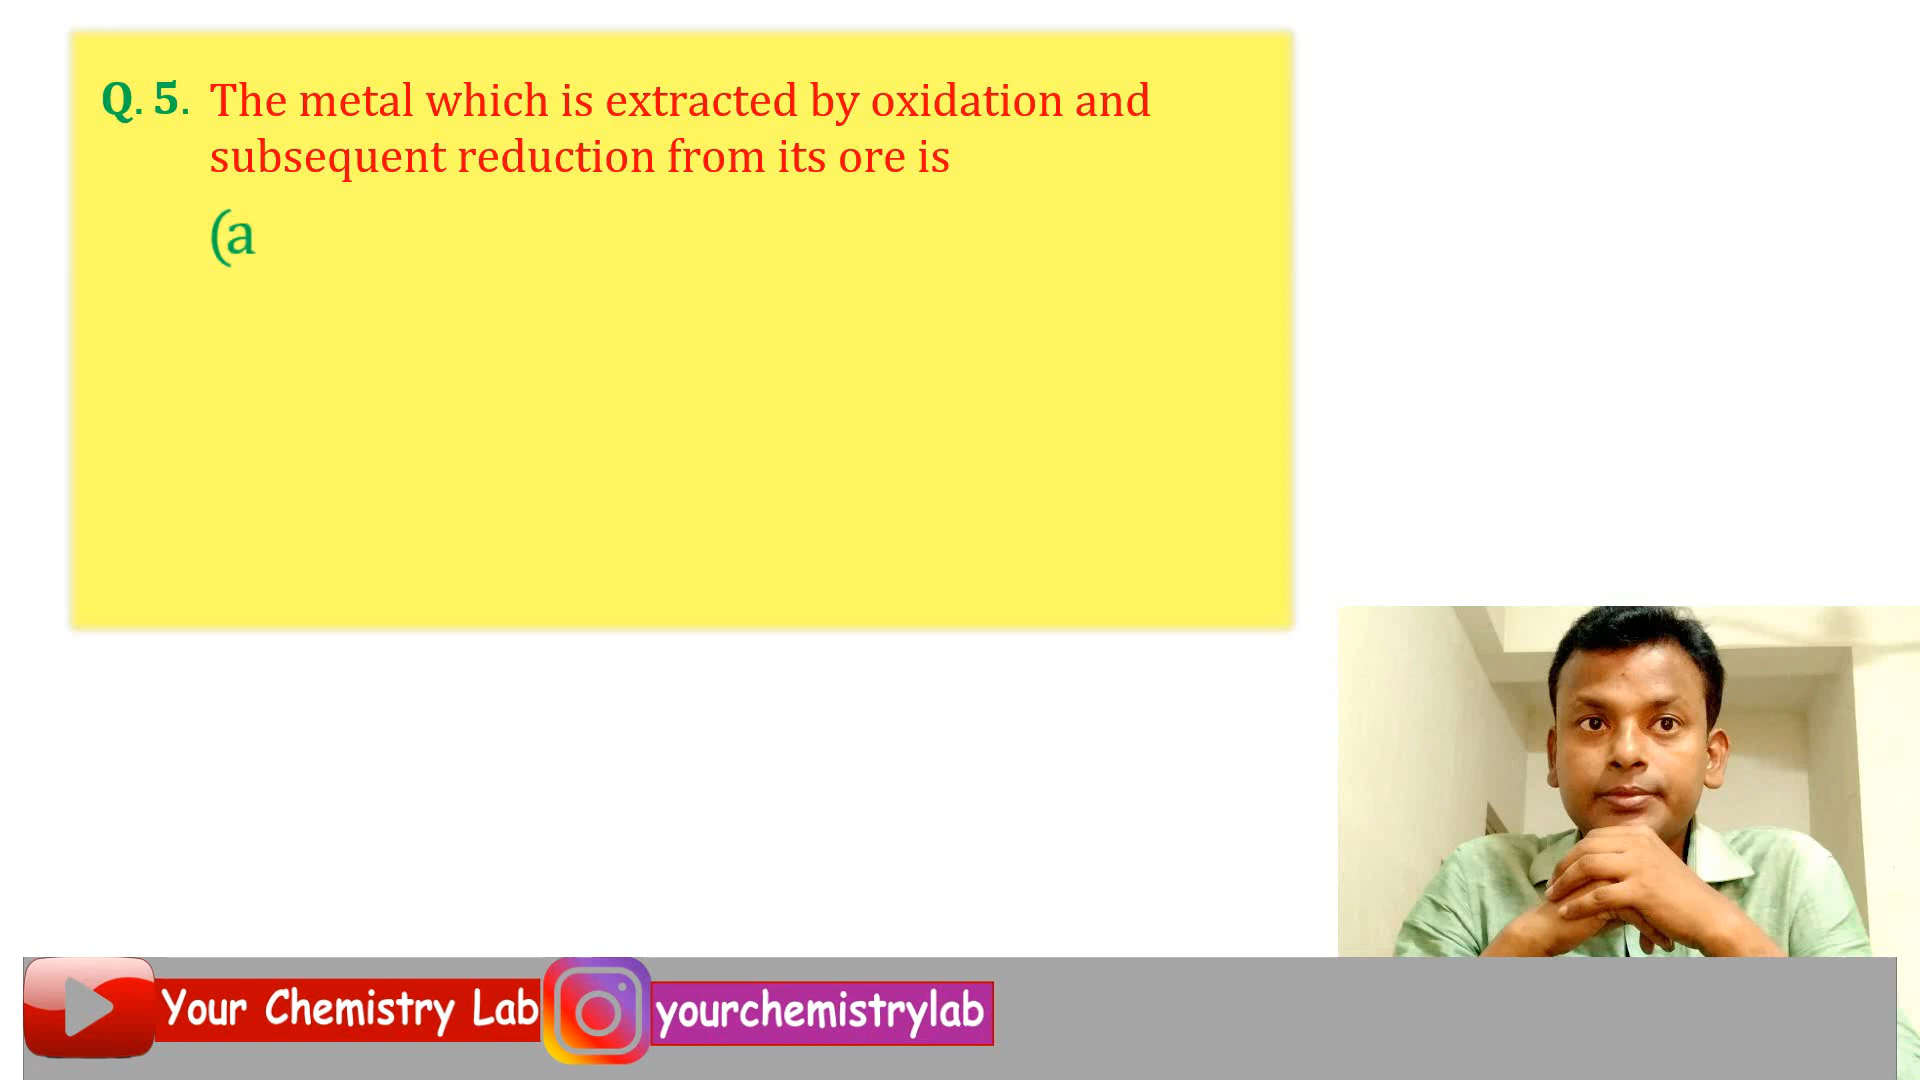 Q. 5. The metal which is extracted by oxidation and
subsequent reduction from its ore is
(a
Your Chemistry Lab
yourchemistrylab